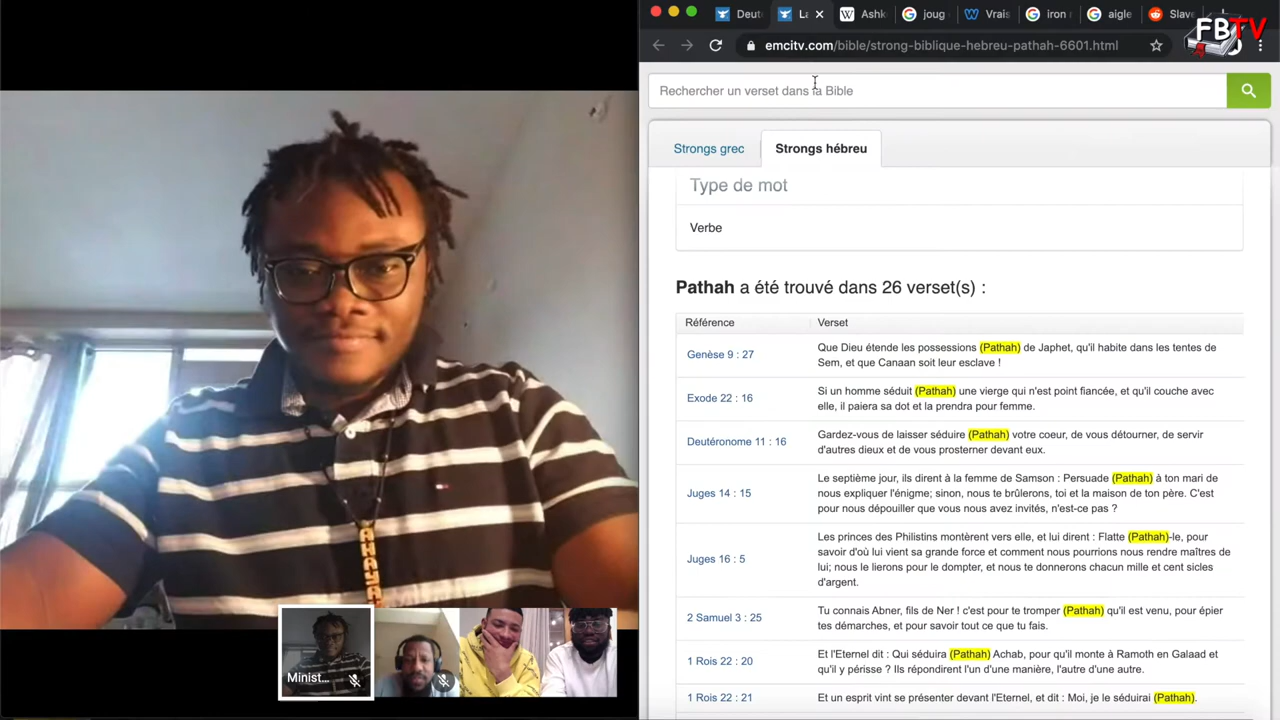 Deut
La
Ashk
joug
Vrais
iron
aigle
Slave
FBTV
emcitv.com/bible/strong-biblique-hebreu-pathah-6601.html
Rechercher un verset dans la Bible
Strongs grec
Strongs hébreu
Type de mot
Verbe
Pathah a été trouvé dans 26 verset(s) :
Référence
Verset
Genèse 9 : 27
Que Dieu étende les possessions (Pathah) de Japhet, qu'il habite dans les tentes de
Sem, et que Canaan soit leur esclave !
Exode 22 : 16
Si un homme séduit (Pathah) une vierge qui n'est point fiancée, et qu'il couche avec
elle, il paiera sa dot et la prendra pour femme.
Deutéronome 11 : 16
Gardez-vous de laisser séduire (Pathah) votre coeur, de vous détourner, de servir
d'autres dieux et de vous prosterner devant eux.
Juges 14 : 15
Le septième jour, ils dirent à la femme de Samson : Persuade (Pathah) à ton mari de
nous expliquer l'énigme; sinon, nous te brûlerons, toi et la maison de ton père. C'est
pour nous dépouiller que vous nous avez invités, n'est-ce pas ?
Juges 16 : 5
Les princes des Philistins montèrent vers elle, et lui dirent : Flatte (Pathah)-le, pour
savoir d'où lui vient sa grande force et comment nous pourrions nous rendre maîtres de
lui; nous le lierons pour le dompter, et nous te donnerons chacun mille et cent sicles
d'argent.
2 Samuel 3 : 25
Tu connais Abner, fils de Ner ! c'est pour te tromper (Pathah) qu'il est venu, pour épier
tes démarches, et pour savoir tout ce que tu fais.
1 Rois 22 : 20
Et l'Eternel dit : Qui séduira (Pathah) Achab, pour qu'il monte à Ramoth en Galaad et
qu'il y périsse ? Ils répondirent l'un d'une manière, l'autre d'une autre.
1 Rois 22 : 21
Et un esprit vint se présenter devant l'Eternel, et dit : Moi, je le séduirai (Pathah).
AHAYA
Minist...